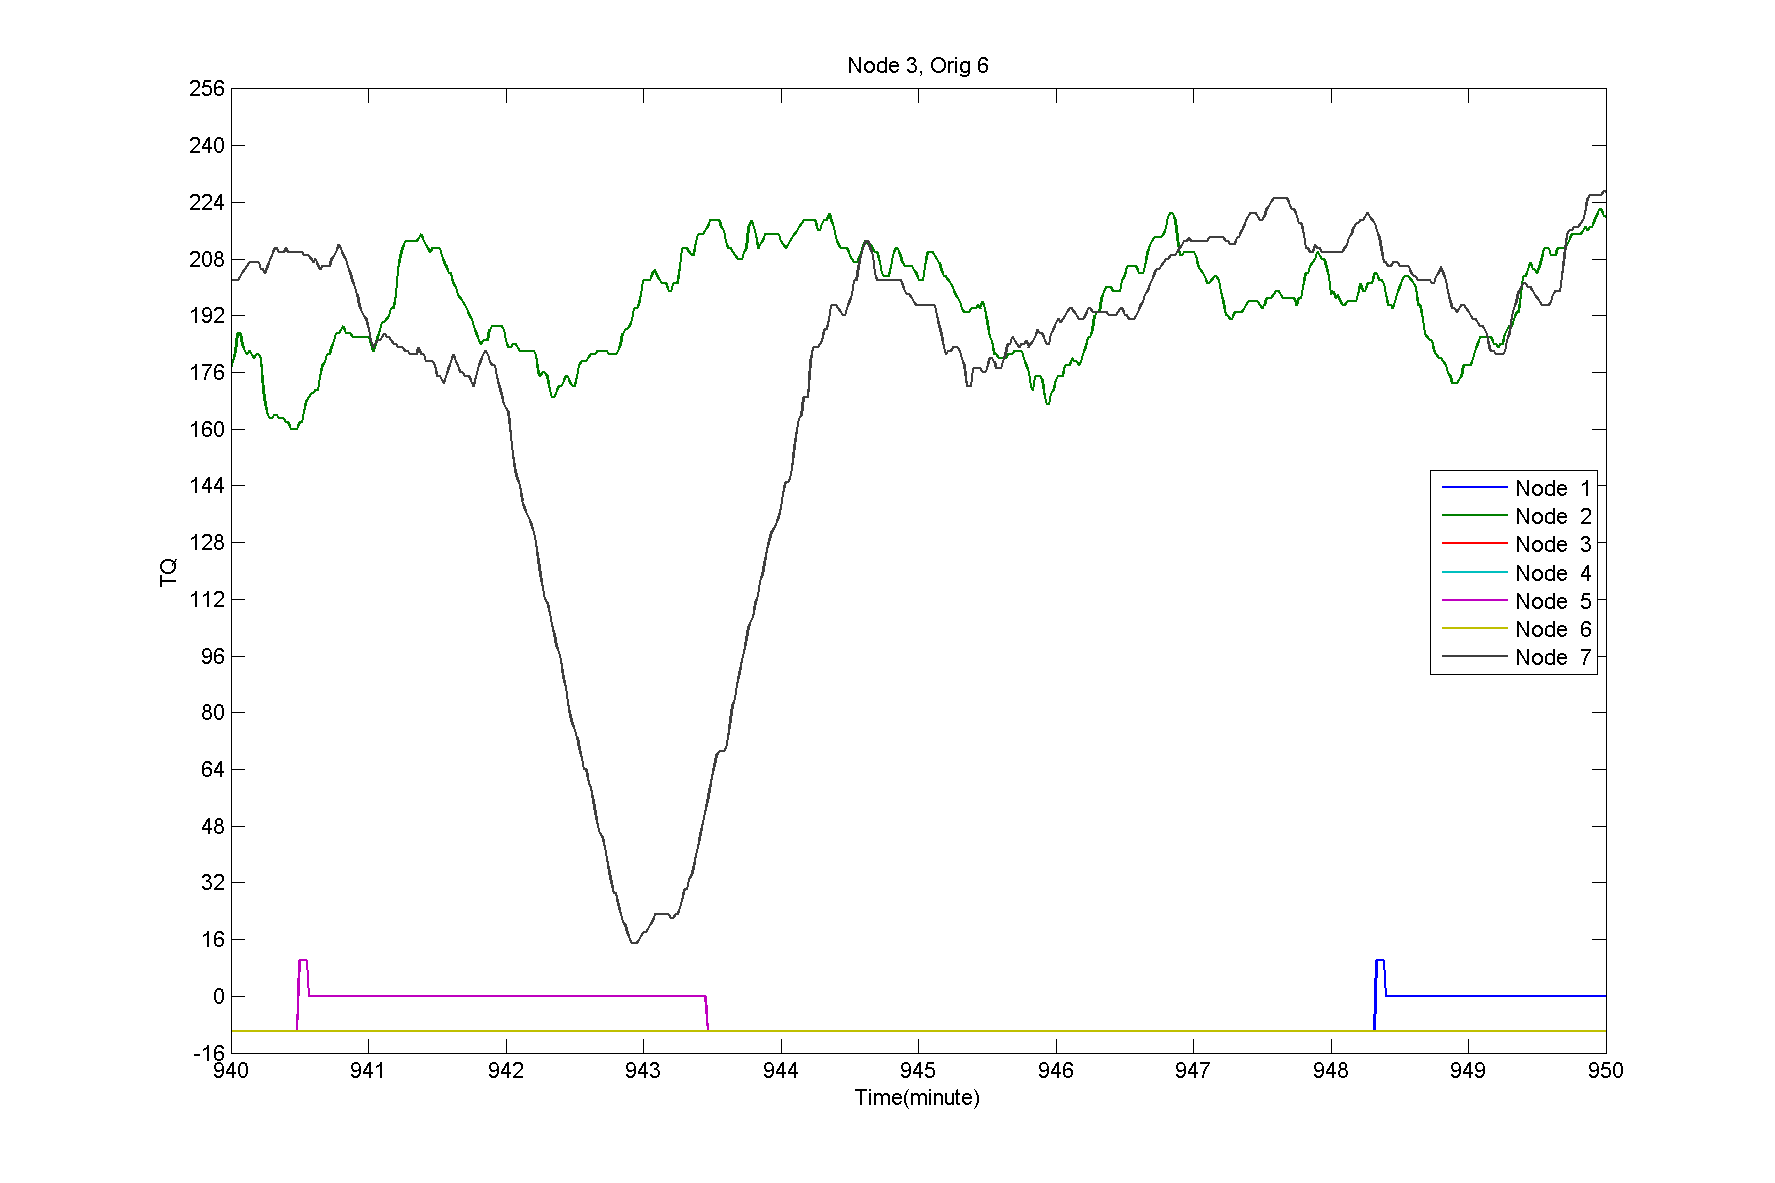 Node 3, Orig 6
256
240
224
208
192
176
160
144
128
112
96
80
64
48
32
16
0
-16
TQ
Node 1
Node 2
Node 3
Node 4
Node 5
Node 6
Node 7
940 941 942 943 944 945 946 947 948 949 950
Time(minute)